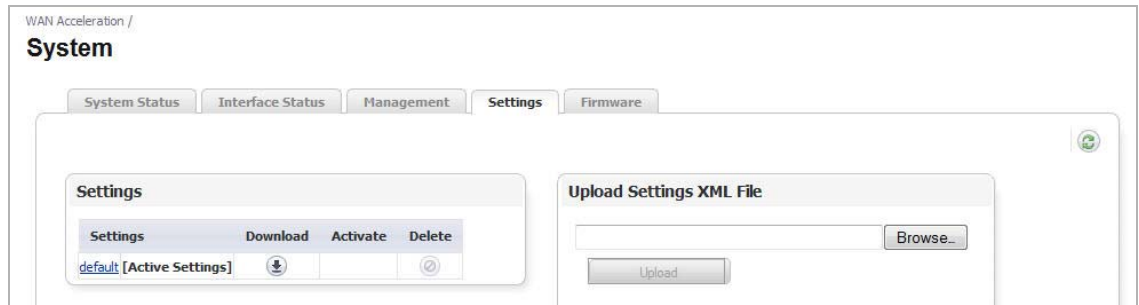 WAN Acceleration /
System
System Status Interface Status Management Settings Firmware
Settings
Settings Download Activate Delete
default [Active Settings]
Upload Settings XML File
Browse...
Upload